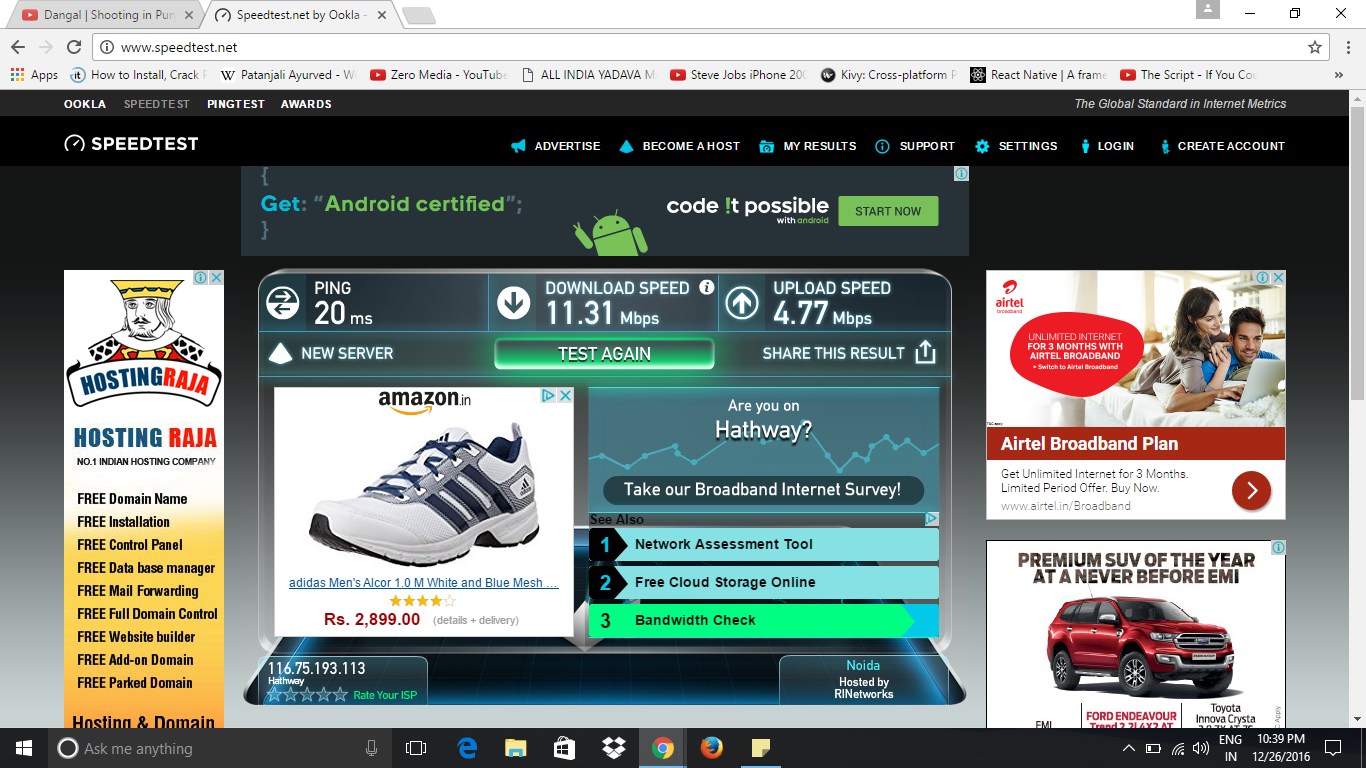 Dangal | Shooting in Pun
Speedtest.net by Ookla -
www.speedtest.net
Apps
How to Install, Crack
Patanjali Ayurved - W
Zero Media - YouTube
ALL INDIA YADAVA M
Steve Jobs iPhone 200
Kivy: Cross-platform P
React Native | A frame
The Script - If You Cou
»
OOKLA SPEEDTEST PINGTEST AWARDS
The Global Standard in Internet Metrics
SPEEDTEST
ADVERTISE
BECOME A HOST
MY RESULTS
SUPPORT
SETTINGS
LOGIN
CREATE ACCOUNT
{
Get: “Android certified”;
}
code !t possible
with android
START NOW
HOSTINGRAJA
HOSTING RAJA
NO.1 INDIAN HOSTING COMPANY
FREE Domain Name
FREE Installation
FREE Control Panel
FREE Data base manager
FREE Mail Forwarding
FREE Full Domain Control
FREE Website builder
FREE Add-on Domain
FREE Parked Domain
Hosting & Domain
PING
20 ms
DOWNLOAD SPEED
11.31 Mbps
UPLOAD SPEED
4.77 Mbps
NEW SERVER
TEST AGAIN
SHARE THIS RESULT
amazon.in
adidas
adidas Men's Alcor 1.0 M White and Blue Mesh ...
Rs. 2,899.00 (details + delivery)
Are you on
Hathway?
Take our Broadband Internet Survey!
See Also
1 Network Assessment Tool
2 Free Cloud Storage Online
3 Bandwidth Check
116.75.193.113
Hathway
Rate Your ISP
Noida
Hosted by
RINetworks
airtel
broadband
UNLIMITED INTERNET
FOR 3 MONTHS WITH
AIRTEL BROADBAND
> Switch to Airtel Broadband
Airtel Broadband Plan
Get Unlimited Internet for 3 Months.
Limited Period Offer. Buy Now.
www.airtel.in/Broadband
PREMIUM SUV OF THE YEAR
AT A NEVER BEFORE EMI
EMI
FORD ENDEAVOUR
Trend 2.2L 4X2 AT
Toyota
Innova Crysta
Ask me anything
ENG
IN
10:39 PM
12/26/2016